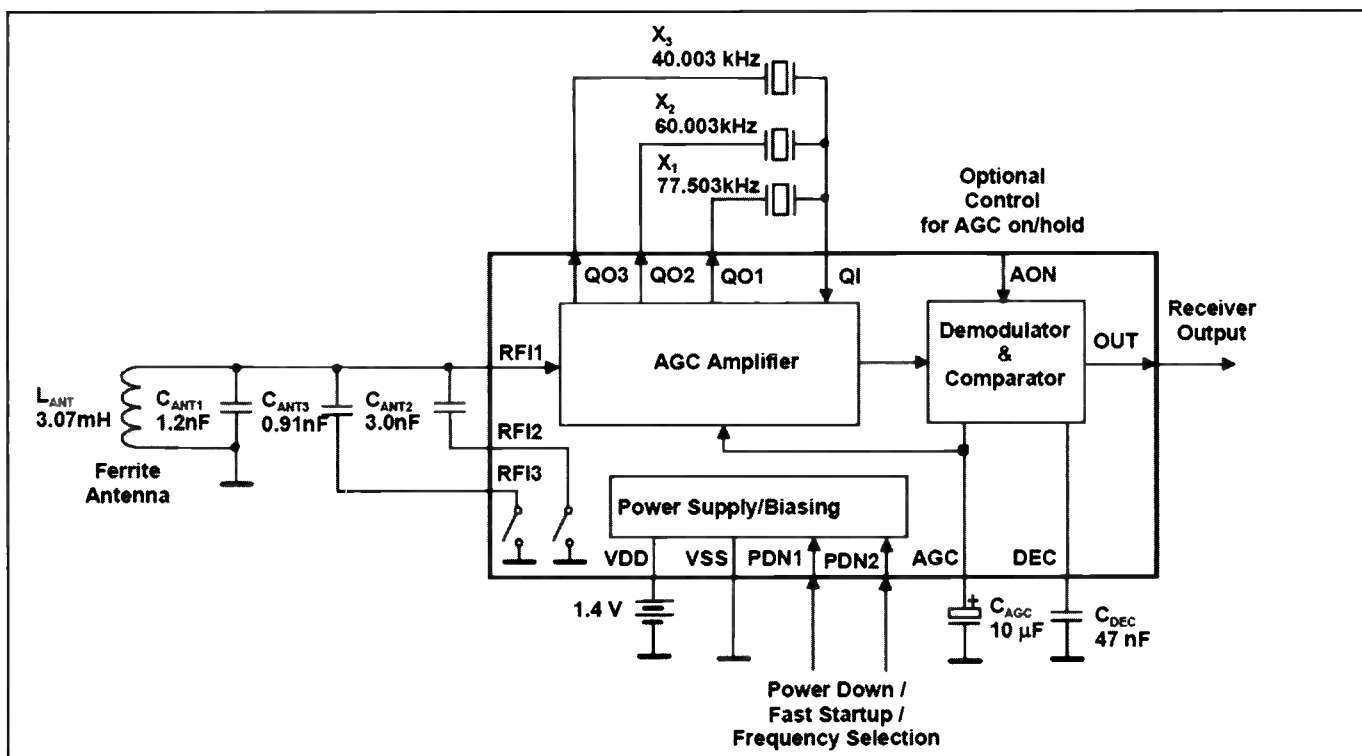 X3
40.003 kHz
X2
60.003kHz
X1
77.503kHz
Optional
Control
for AGC on/hold
QO3
QO2
QO1
QI
AON
Receiver
Output
RFI1
AGC Amplifier
Demodulator
&
Comparator
OUT
LANT
3.07mH
CANT1
1.2nF
CANT3
0.91nF
CANT2
3.0nF
RFI2
RFI3
Ferrite
Antenna
Power Supply/Biasing
VDD
VSS
PDN1
PDN2
AGC
DEC
1.4 V
+
CAGC
10 µF
CDEC
47 nF
Power Down /
Fast Startup /
Frequency Selection